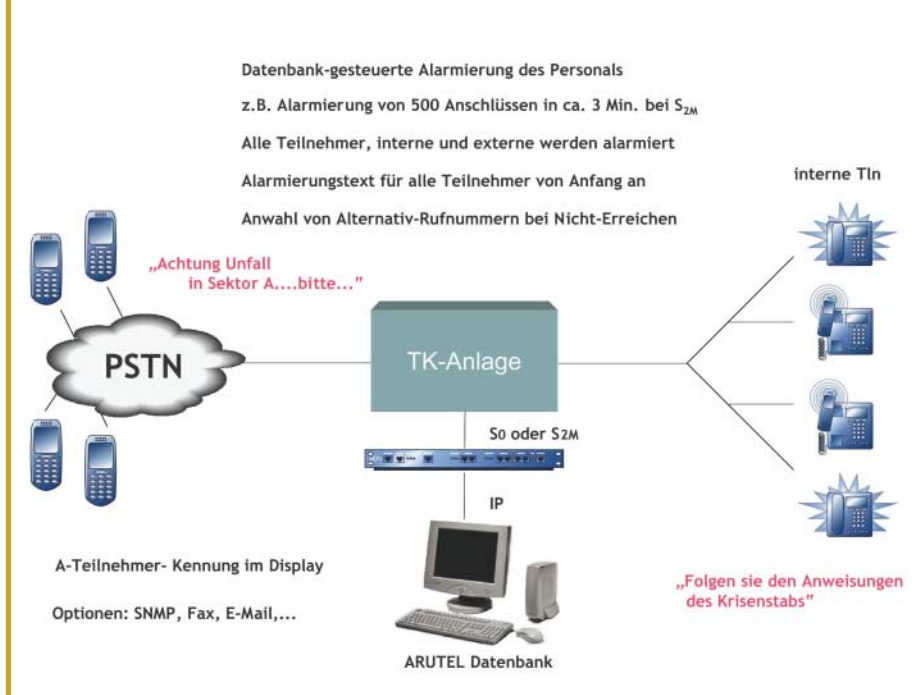 Datenbank-gesteuerte Alarmierung des Personals
z.B. Alarmierung von 500 Anschlüssen in ca. 3 Min. bei S2M
Alle Teilnehmer, interne und externe werden alarmiert
Alarmierungstext für alle Teilnehmer von Anfang an
Anwahl von Alternativ-Rufnummern bei Nicht-Erreichen
interne Tln
„Achtung Unfall
in Sektor A....bitte...”
PSTN
TK-Anlage
S0 oder S2M
IP
A-Teilnehmer- Kennung im Display
Optionen: SNMP, Fax, E-Mail,...
„Folgen sie den Anweisungen
des Krisenstabs”
ARUTEL Datenbank